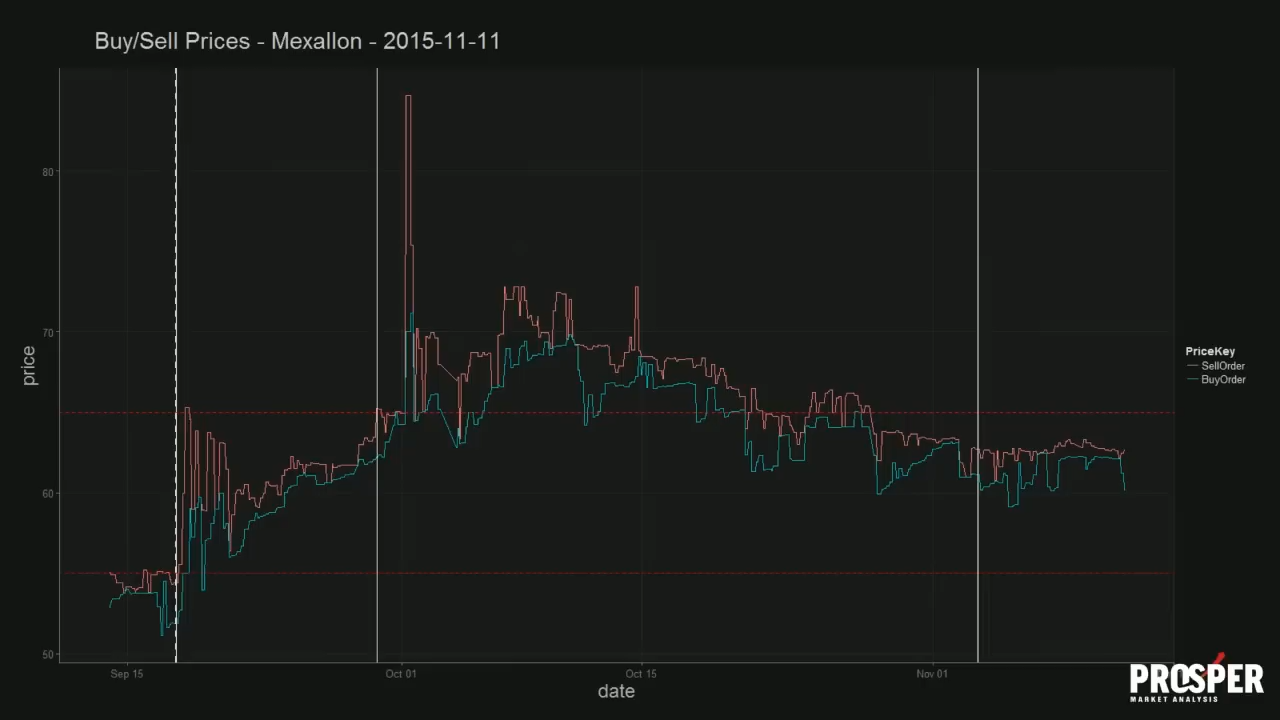 Buy/Sell Prices - Mexallon - 2015-11-11
price
80
70
60
50
Sep 15
Oct 01
Oct 15
Nov 01
date
PriceKey
SellOrder
BuyOrder
PROSPER
MARKET ANALYSIS